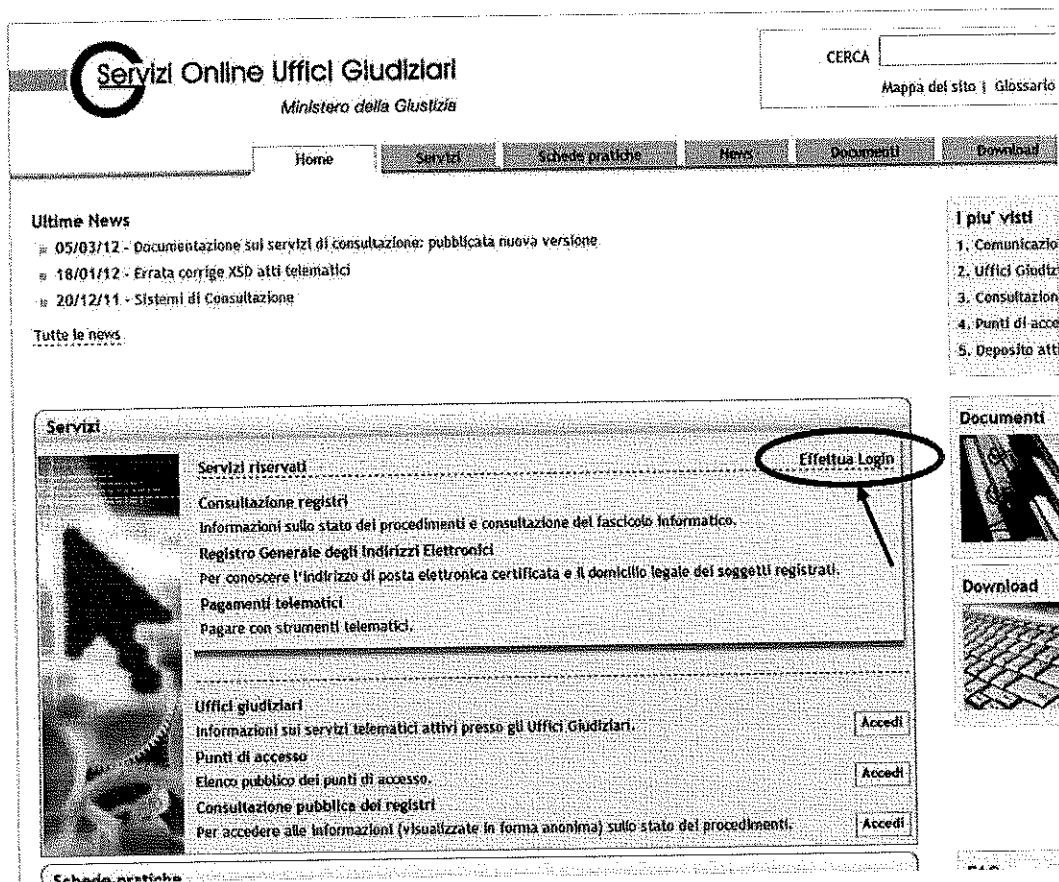 Servizi Online Uffici Giudiziari
Ministero della Giustizia
CERCA
Mappa del sito | Glossario
Home
Servizi
Schede pratiche
News
Documenti
Download
Ultime News
05/03/12 - Documentazione sui servizi di consultazione: pubblicata nuova versione
18/01/12 - Errata corrige XSD atti telematici
20/12/11 - Sistemi di Consultazione
Tutte le news
I piu' visti
1. Comunicazio
2. Uffici Giudiz
3. Consultazion
4. Punti di acce
5. Deposito atti
Servizi
Servizi riservati
Effettua Login
Consultazione registri
Informazioni sullo stato dei procedimenti e consultazione del fascicolo informatico.
Registro Generale degli Indirizzi Elettronici
Per conoscere l'indirizzo di posta elettronica certificata e il domicilio legale dei soggetti registrati.
Pagamenti telematici
Pagare con strumenti telematici.
Uffici giudiziari
Informazioni sui servizi telematici attivi presso gli Uffici Giudiziari.
Accedi
Punti di accesso
Elenco pubblico dei punti di accesso.
Accedi
Consultazione pubblica dei registri
Per accedere alle informazioni (visualizzate in forma anonima) sullo stato dei procedimenti.
Accedi
Documenti
Download
Schede pratiche